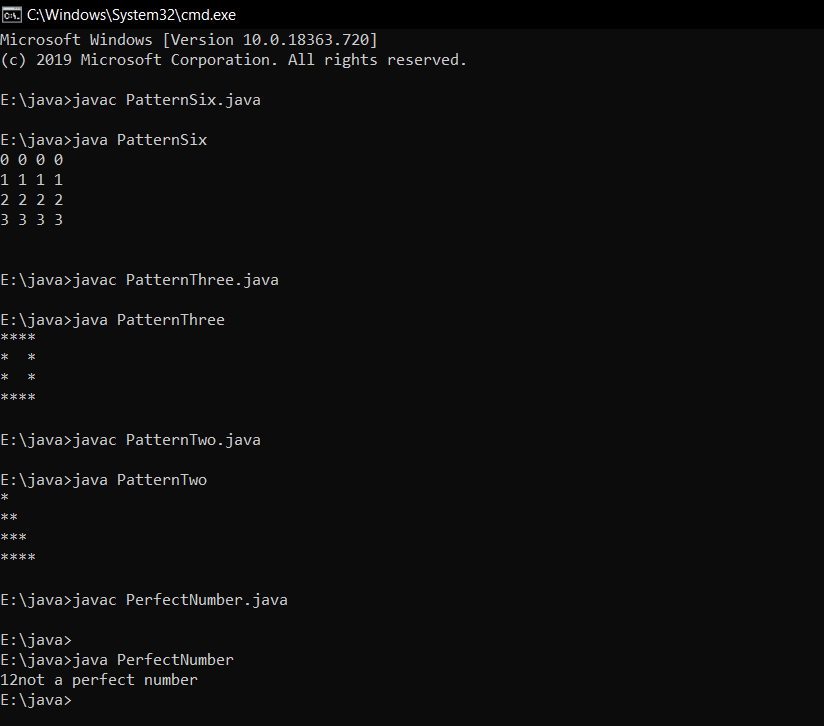 C:\Windows\System32\cmd.exe
Microsoft Windows [Version 10.0.18363.720]
(c) 2019 Microsoft Corporation. All rights reserved.
E:\java>javac PatternSix.java
E:\java>java PatternSix
0 0 0 0
1 1 1 1
2 2 2 2
3 3 3 3
E:\java>javac PatternThree.java
E:\java>java PatternThree
****
*  *
*  *
****
E:\java>javac PatternTwo.java
E:\java>java PatternTwo
*
**
***
****
E:\java>javac PerfectNumber.java
E:\java>
E:\java>java PerfectNumber
12not a perfect number
E:\java>